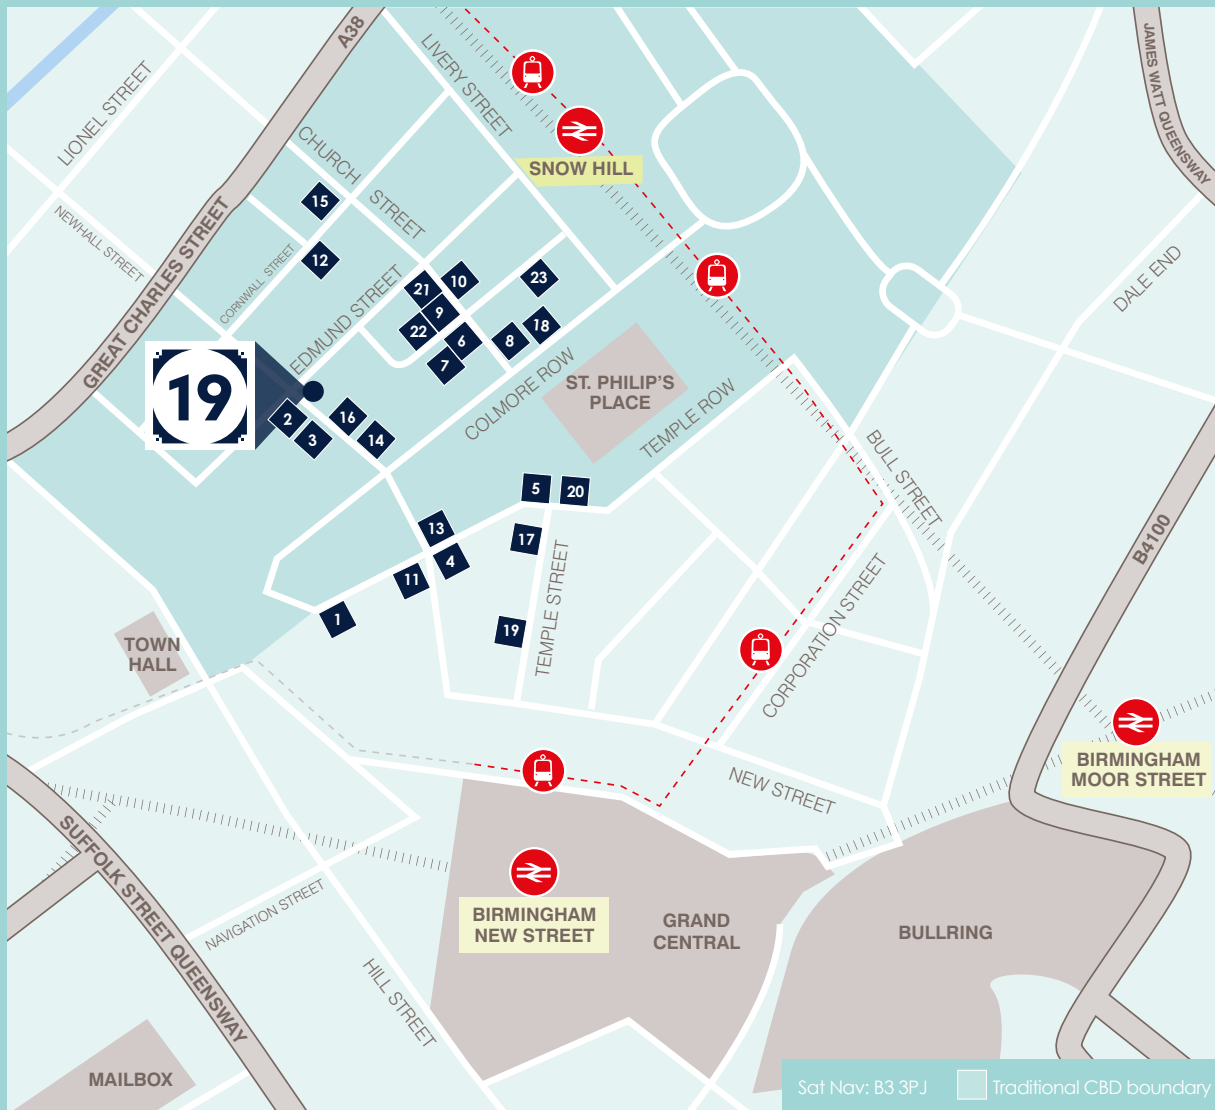 A38
JAMES WATT QUEENSWAY
LIVERY STREET
LIONEL STREET
SNOW HILL
CHURCH STREET
15
NEWHALL STREET
GREAT CHARLES STREET
12
CORNWALL STREET
DALE END
21
10
23
9
22
6
8
18
7
EDMUND STREET
19
COLMORE ROW
ST. PHILIP'S
PLACE
TEMPLE ROW
2
3
16
14
BULL STREET
5
20
13
17
4
11
1
19
TEMPLE STREET
B4100
CORPORATION STREET
TOWN
HALL
BIRMINGHAM
MOOR STREET
NEW STREET
SUFFOLK STREET QUEENSWAY
NAVIGATION STREET
BIRMINGHAM
NEW STREET
GRAND
CENTRAL
BULLRING
HILL STREET
MAILBOX
Sat Nav: B3 3PJ
Traditional CBD boundary